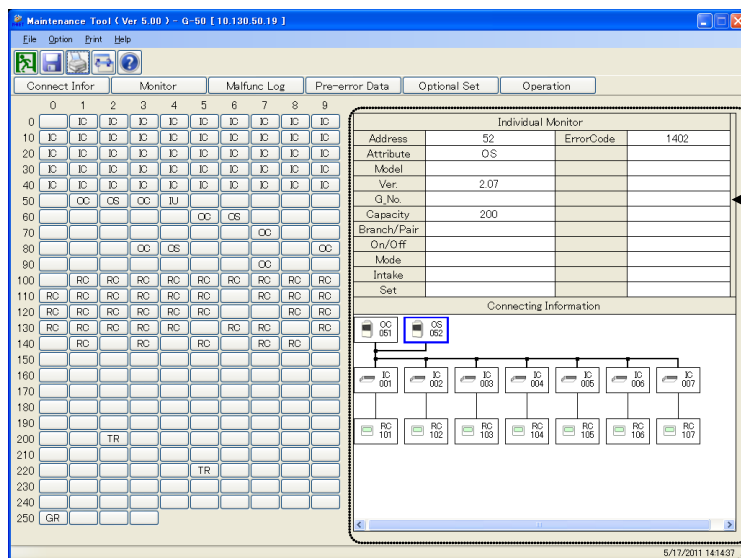 Maintenance Tool ( Ver 5.00 ) - G-50 [ 10.130.50.19 ]
File Option Print Help
Connect Infor Monitor Malfunc Log Pre-error Data Optional Set Operation
0 1 2 3 4 5 6 7 8 9
0 IC IC IC IC IC IC IC IC IC
10 IC IC IC IC IC IC IC IC IC IC
20 IC IC IC IC IC IC IC IC IC IC
30 IC IC IC IC IC IC IC IC IC IC
40 IC IC IC IC IC IC IC IC IC IC
50 OC OS OC IU
60 OC OS
70 OC
80 OC OS OC
90 OC
100 RC RC RC RC RC RC RC RC RC
110 RC RC RC RC RC RC RC RC RC
120 RC RC RC RC RC RC RC RC
130 RC RC RC RC RC RC RC RC
140 RC RC RC RC RC
150
160
170
180
190
200 TR
210
220 TR
230
240
250 GR
Individual Monitor
Address 52 ErrorCode 1402
Attribute OS
Model
Ver. 2.07
G_No.
Capacity 200
Branch/Pair
On/Off
Mode
Intake
Set
Connecting Information
OC 051 OS 052
IC 001 IC 002 IC 003 IC 004 IC 005 IC 006 IC 007
RC 101 RC 102 RC 103 RC 104 RC 105 RC 106 RC 107
5/17/2011 14:14:37